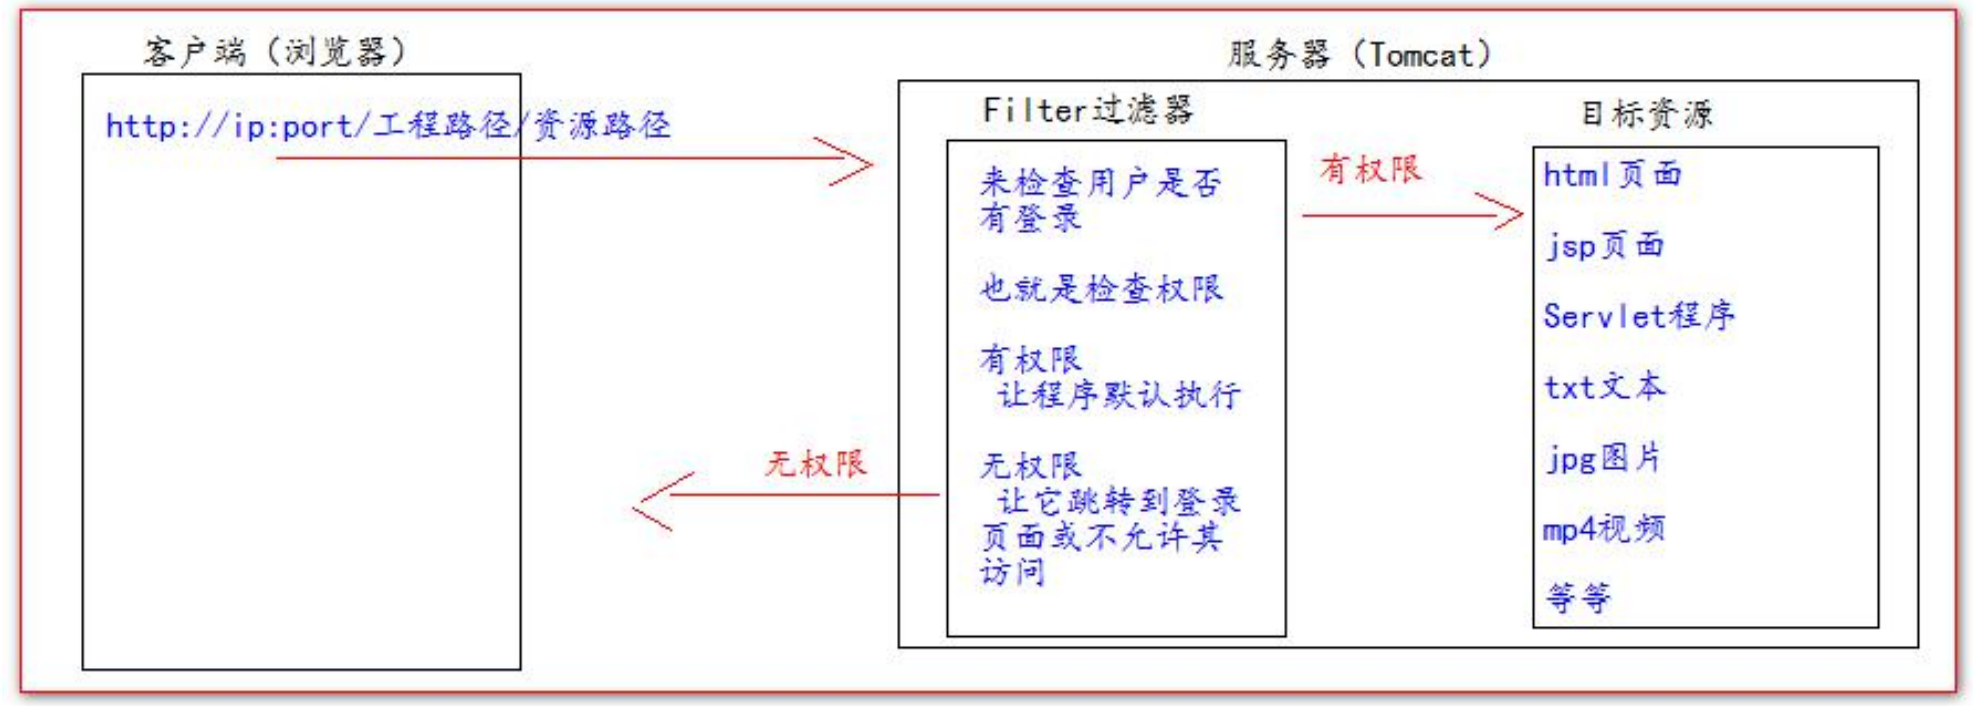 客户端（浏览器）
http://ip:port/工程路径/资源路径
服务器（Tomcat）
Filter过滤器
来检查用户是否
有登录
也就是检查权限
有权限
让程序默认执行
无权限
让它跳转到登录
页面或不允许其
访问
有权限
无权限
目标资源
html页面
jsp页面
Servlet程序
txt文本
jpg图片
mp4视频
等等